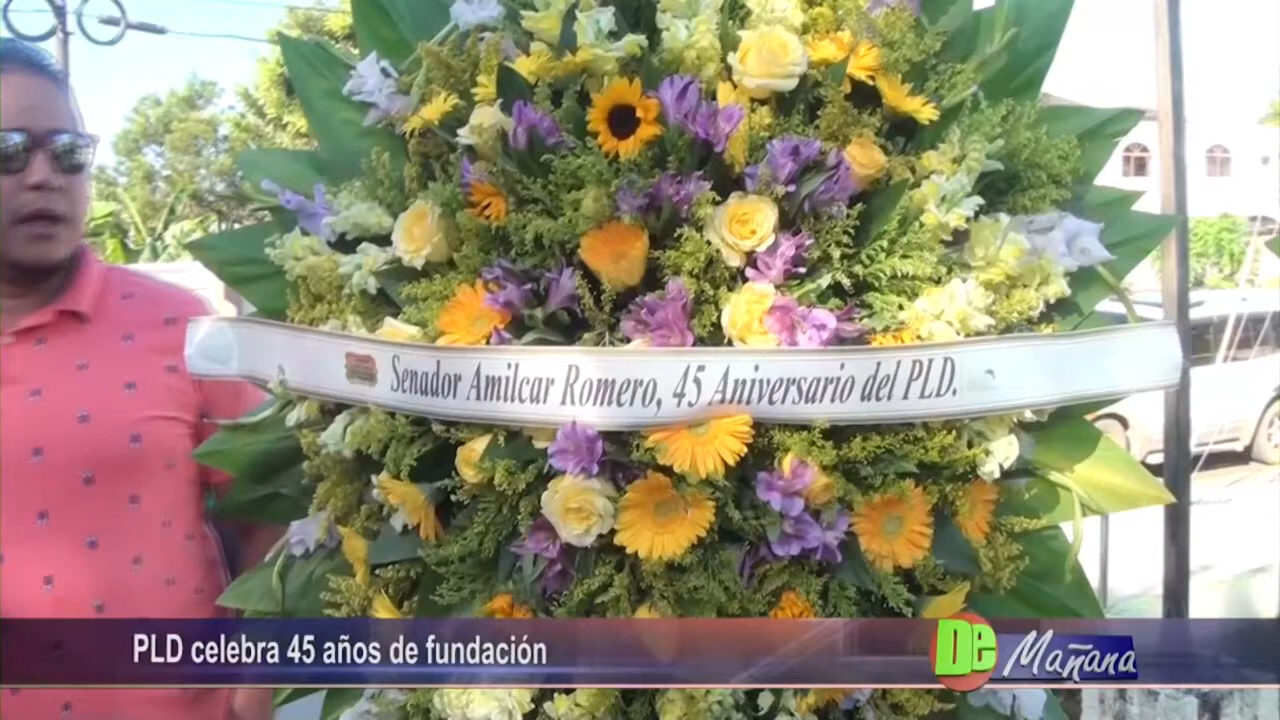 Senador Amilcar Romero, 45 Aniversario del PLD.
PLD celebra 45 años de fundación
De Mañana